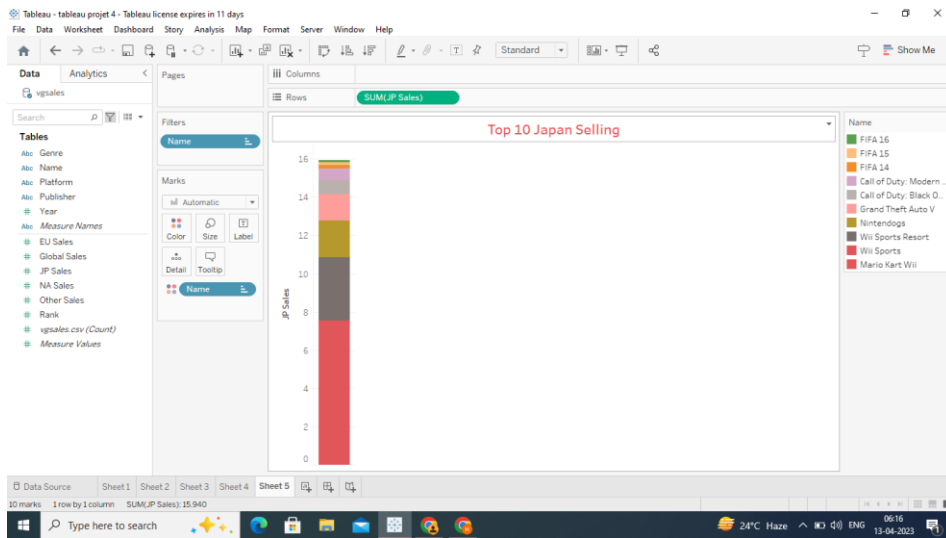 Tableau - tableau projet 4 - Tableau license expires in 11 days
File Data Worksheet Dashboard Story Analysis Map Format Server Window Help
Standard
Show Me
Data Analytics
vgsales
Search
Tables
Abc Genre
Abc Name
Abc Platform
Abc Publisher
# Year
Abc Measure Names
# EU Sales
# Global Sales
# JP Sales
# NA Sales
# Other Sales
# Rank
# vgsales.csv (Count)
# Measure Values
Pages
Filters
Name
Marks
Automatic
Color Size Label
Detail Tooltip
Name
Columns
Rows SUM(JP Sales)
Top 10 Japan Selling
16
14
12
10
8
6
4
2
0
JP Sales
Name
FIFA 16
FIFA 15
FIFA 14
Call of Duty: Modern ..
Call of Duty: Black O..
Grand Theft Auto V
Nintendogs
Wii Sports Resort
Wii Sports
Mario Kart Wii
Data Source Sheet 1 Sheet 2 Sheet 3 Sheet 4 Sheet 5
10 marks 1 row by 1 column SUM(JP Sales): 15.940
Type here to search
24°C Haze ENG 06:16
13-04-2023